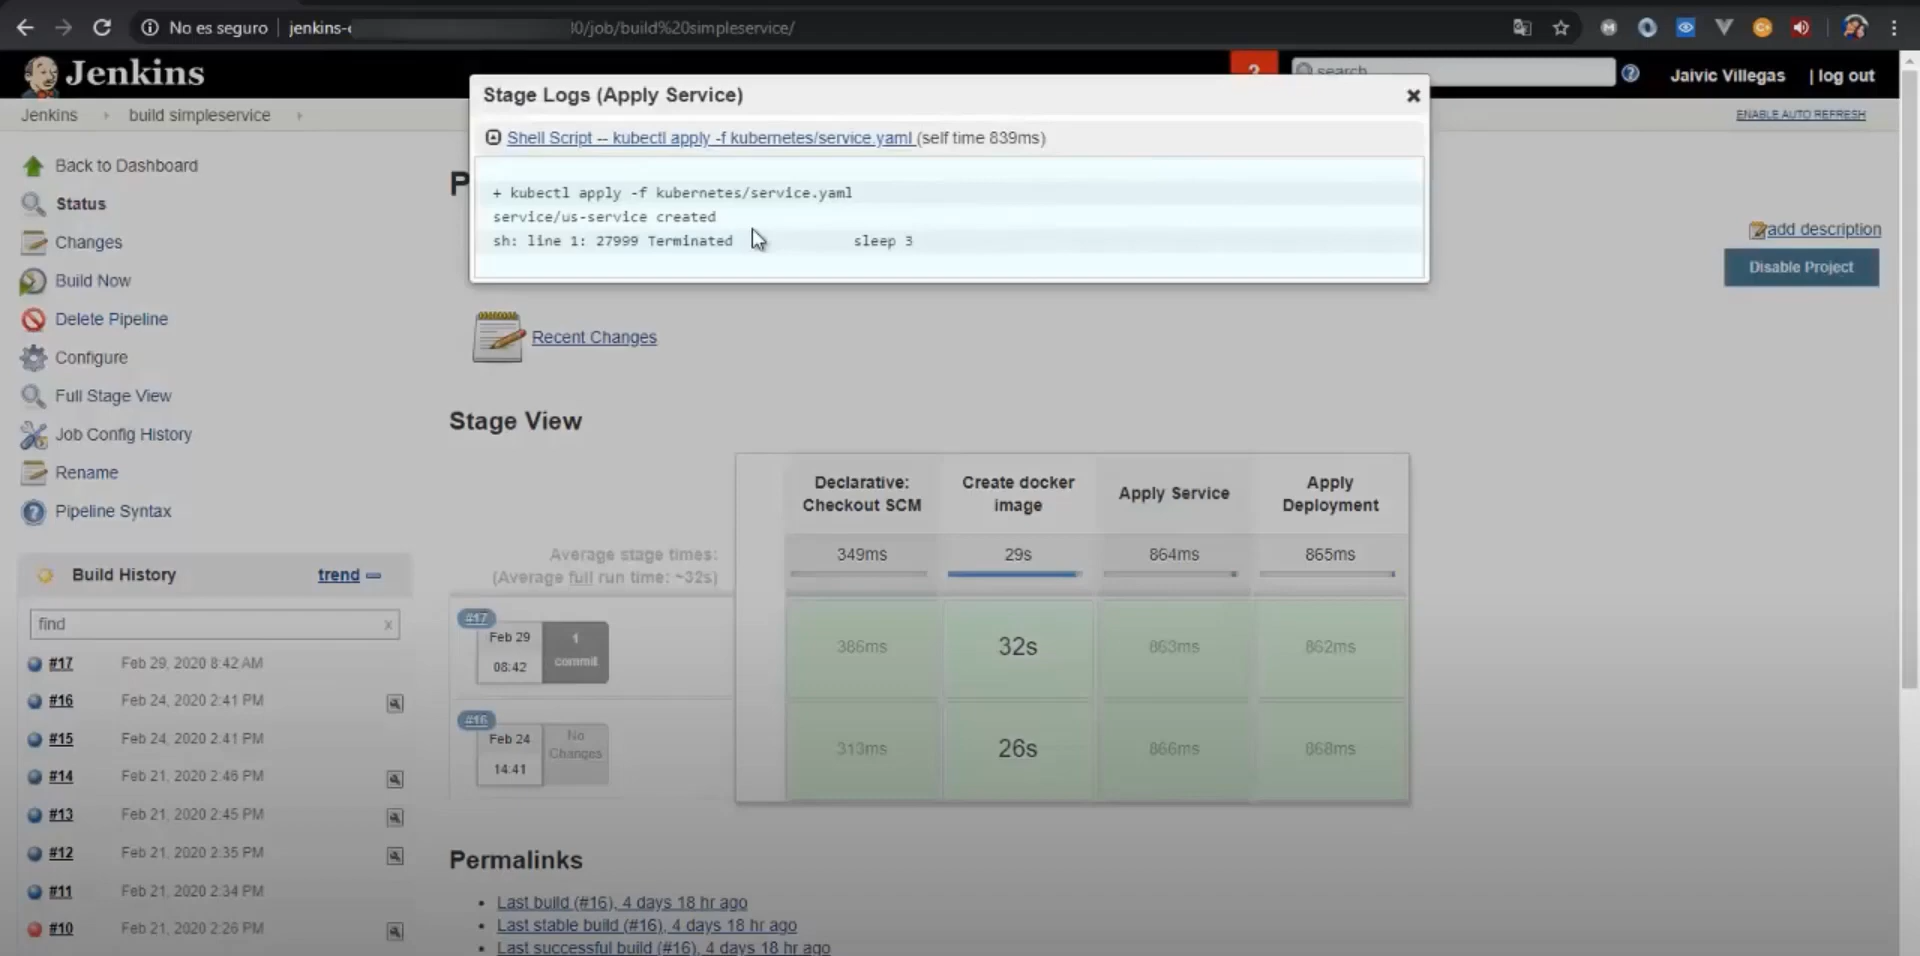 No es seguro
jenkins-
/job/build%20simpleservice/
Jenkins
search
Jaivic Villegas
| log out
Jenkins
build simpleservice
ENABLE AUTO REFRESH
Stage Logs (Apply Service)
Shell Script -- kubectl apply -f kubernetes/service.yaml (self time 839ms)
+ kubectl apply -f kubernetes/service.yaml
service/us-service created
sh: line 1: 27999 Terminated sleep 3
Back to Dashboard
Status
Changes
Build Now
Delete Pipeline
Configure
Full Stage View
Job Config History
Rename
Pipeline Syntax
add description
Disable Project
Recent Changes
Stage View
Declarative:
Checkout SCM
Create docker
image
Apply Service
Apply
Deployment
Average stage times:
(Average full run time: ~32s)
349ms
29s
864ms
865ms
#17
Feb 29
08:42
1
commit
386ms
32s
863ms
862ms
#16
Feb 24
14:41
No
Changes
313ms
26s
866ms
868ms
Build History
trend
find
x
#17 Feb 29, 2020 8:42 AM
#16 Feb 24, 2020 2:41 PM
#15 Feb 24, 2020 2:41 PM
#14 Feb 21, 2020 2:46 PM
#13 Feb 21, 2020 2:45 PM
#12 Feb 21, 2020 2:35 PM
#11 Feb 21, 2020 2:34 PM
#10 Feb 21, 2020 2:26 PM
Permalinks
Last build (#16), 4 days 18 hr ago
Last stable build (#16), 4 days 18 hr ago
Last successful build (#16), 4 days 18 hr ago